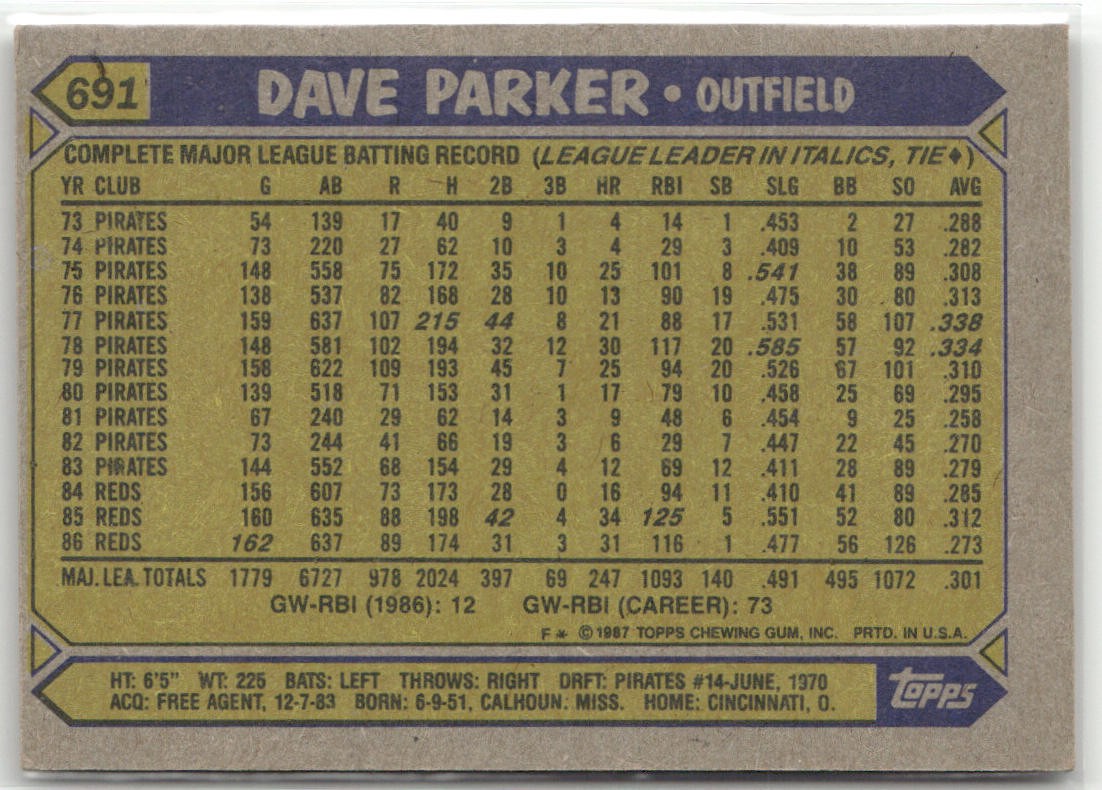 691 DAVE PARKER • OUTFIELD
COMPLETE MAJOR LEAGUE BATTING RECORD (LEAGUE LEADER IN ITALICS, TIE♦)
YR CLUB G AB R H 2B 3B HR RBI SB SLG BB SO AVG
73 PIRATES 54 139 17 40 9 1 4 14 1 .453 2 27 .288
74 PIRATES 73 220 27 62 10 3 4 29 3 .409 10 53 .282
75 PIRATES 148 558 75 172 35 10 25 101 8 .541 38 89 .308
76 PIRATES 138 537 82 168 28 10 13 90 19 .475 30 80 .313
77 PIRATES 159 637 107 215 44 8 21 88 17 .531 58 107 .338
78 PIRATES 148 581 102 194 32 12 30 117 20 .585 57 92 .334
79 PIRATES 158 622 109 193 45 7 25 94 20 .526 67 101 .310
80 PIRATES 139 518 71 153 31 1 17 79 10 .458 25 69 .295
81 PIRATES 67 240 29 62 14 3 9 48 6 .454 9 25 .258
82 PIRATES 73 244 41 66 19 3 6 29 7 .447 22 45 .270
83 PIRATES 144 552 68 154 29 4 12 69 12 .411 28 89 .279
84 REDS 156 607 73 173 28 0 16 94 11 .410 41 89 .285
85 REDS 160 635 88 198 42 4 34 125 5 .551 52 80 .312
86 REDS 162 637 89 174 31 3 31 116 1 .477 56 126 .273
MAJ. LEA. TOTALS 1779 6727 978 2024 397 69 247 1093 140 .491 495 1072 .301
GW-RBI (1986): 12 GW-RBI (CAREER): 73
F * © 1987 TOPPS CHEWING GUM, INC. PRTD. IN U.S.A.
HT: 6'5" WT: 225 BATS: LEFT THROWS: RIGHT DRFT: PIRATES #14-JUNE, 1970
ACQ: FREE AGENT, 12-7-83 BORN: 6-9-51, CALHOUN. MISS. HOME: CINCINNATI, O.
topps